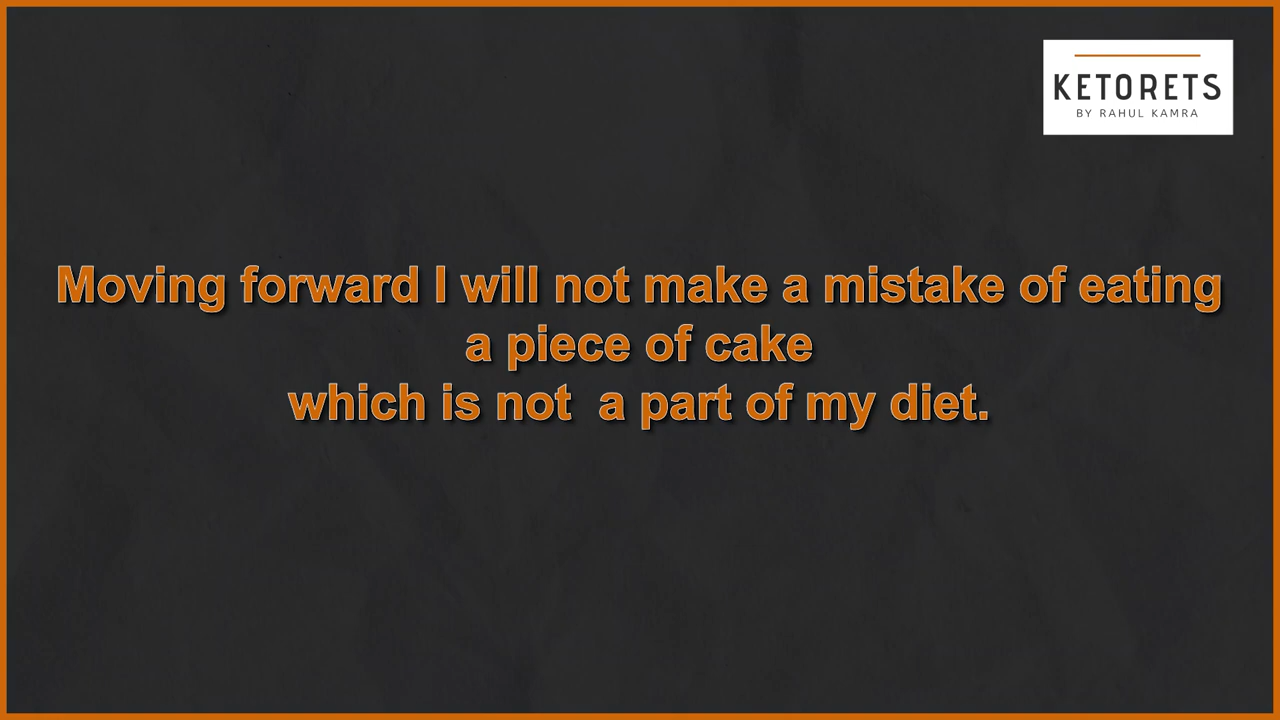 KETORETS
BY RAHUL KAMRA
Moving forward I will not make a mistake of eating
a piece of cake
which is not  a part of my diet.